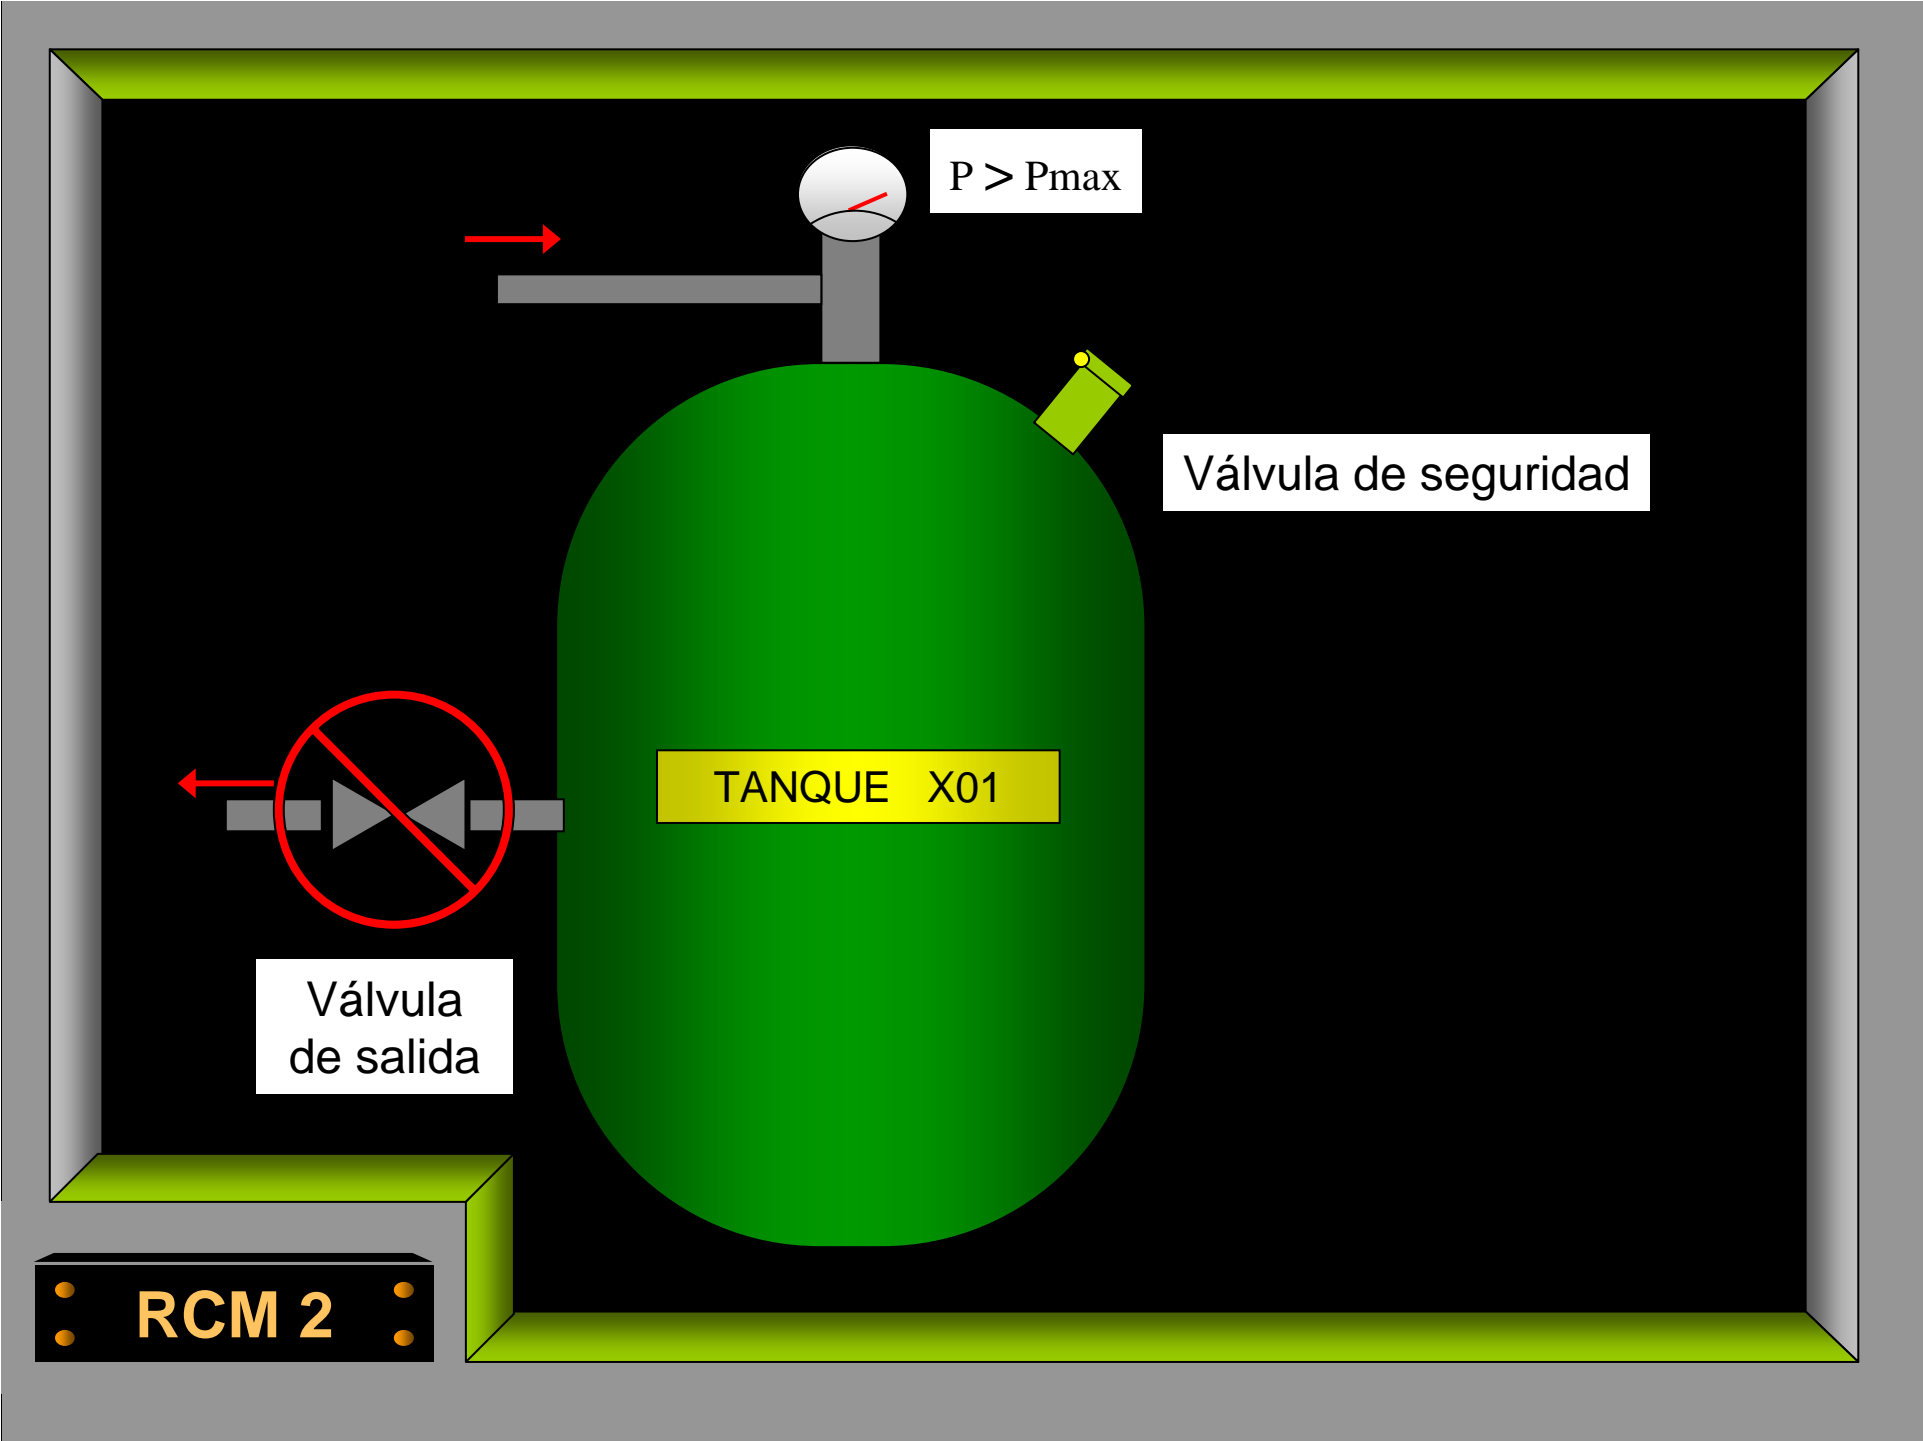 P > Pmax
Válvula de seguridad
TANQUE X01
Válvula
de salida
RCM 2